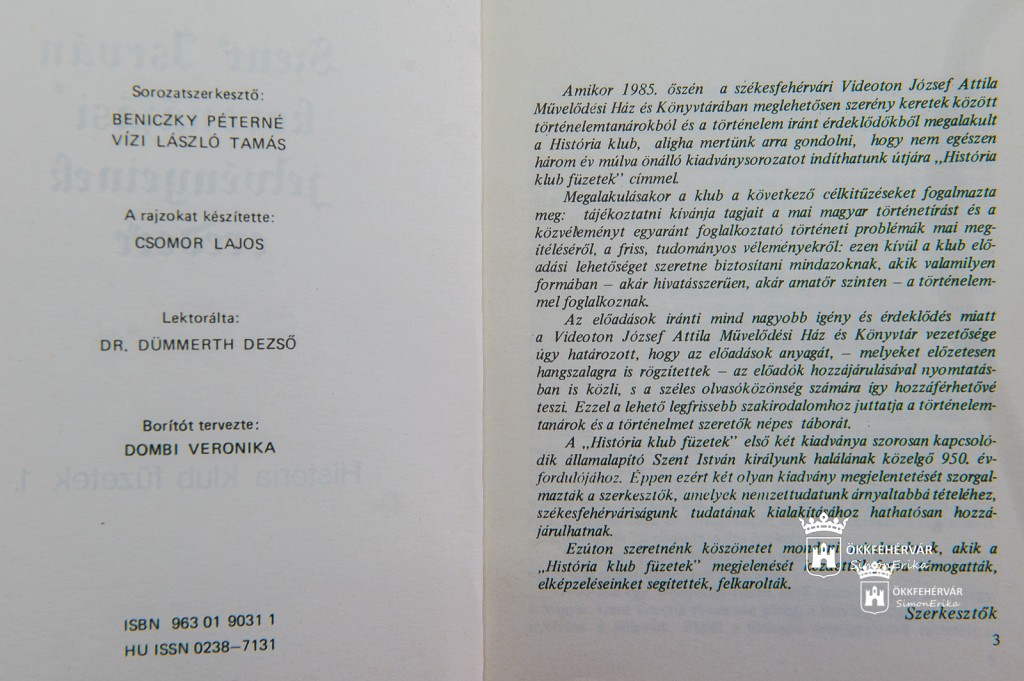 Sorozatszerkesztő:
BENICZKY PÉTERNÉ
VÍZI LÁSZLÓ TAMÁS
A rajzokat készítette:
CSOMOR LAJOS
Lektorálta:
DR. DÜMMERTH DEZSŐ
Borítót tervezte:
DOMBI VERONIKA
História klub füzetek 1.
ISBN 963 01 9031 1
HU ISSN 0238–7131
Amikor 1985. őszén a székesfehérvári Videoton József Attila
Művelődési Ház és Könyvtárában meglehetősen szerény keretek között
történelemtanárokból és a történelem iránt érdeklődőkből megalakult
a História klub, aligha mertünk arra gondolni, hogy nem egészen
három év múlva önálló kiadványsorozatot indíthatunk útjára „História
klub füzetek" címmel.
Megalakulásakor a klub a következő célkitűzéseket fogalmazta
meg: tájékoztatni kívánja tagjait a mai magyar történetírást és a
közvéleményt egyaránt foglalkoztató történeti problémák mai meg-
ítéléséről, a friss, tudományos véleményekről: ezen kívül a klub elő-
adási lehetőséget szeretne biztosítani mindazoknak, akik valamilyen
formában – akár hivatásszerűen, akár amatőr szinten – a történelem-
mel foglalkoznak.
Az előadások iránti mind nagyobb igény és érdeklődés miatt
a Videoton József Attila Művelődési Ház és Könyvtár vezetősége
úgy határozott, hogy az előadások anyagát, – melyeket előzetesen
hangszalagra is rögzítettek – az előadók hozzájárulásával nyomtatás-
ban is közli, s a széles olvasóközönség számára így hozzáférhetővé
teszi. Ezzel a lehető legfrissebb szakirodalomhoz juttatja a történelem-
tanárok és a történelmet szeretők népes táborát.
A „História klub füzetek" első két kiadványa szorosan kapcsoló-
dik államalapító Szent István királyunk halálának közelgő 950. év-
fordulójához. Éppen ezért két olyan kiadvány megjelentetését szorgal-
mazták a szerkesztők, amelyek nemzettudatunk árnyaltabbá tételéhez,
székesfehérváriságunk tudatának kialakításához hathatósan hozzá-
járulhatnak.
Ezúton szeretnénk köszönetet mondani akik a
„História klub füzetek" megjelenését támogatták,
elképzeléseinket segítették, felkarolták.
Szerkesztők
3
ÖKKFEHÉRVÁR
SimonErika
ÖKKFEHÉRVÁR
SimonErika